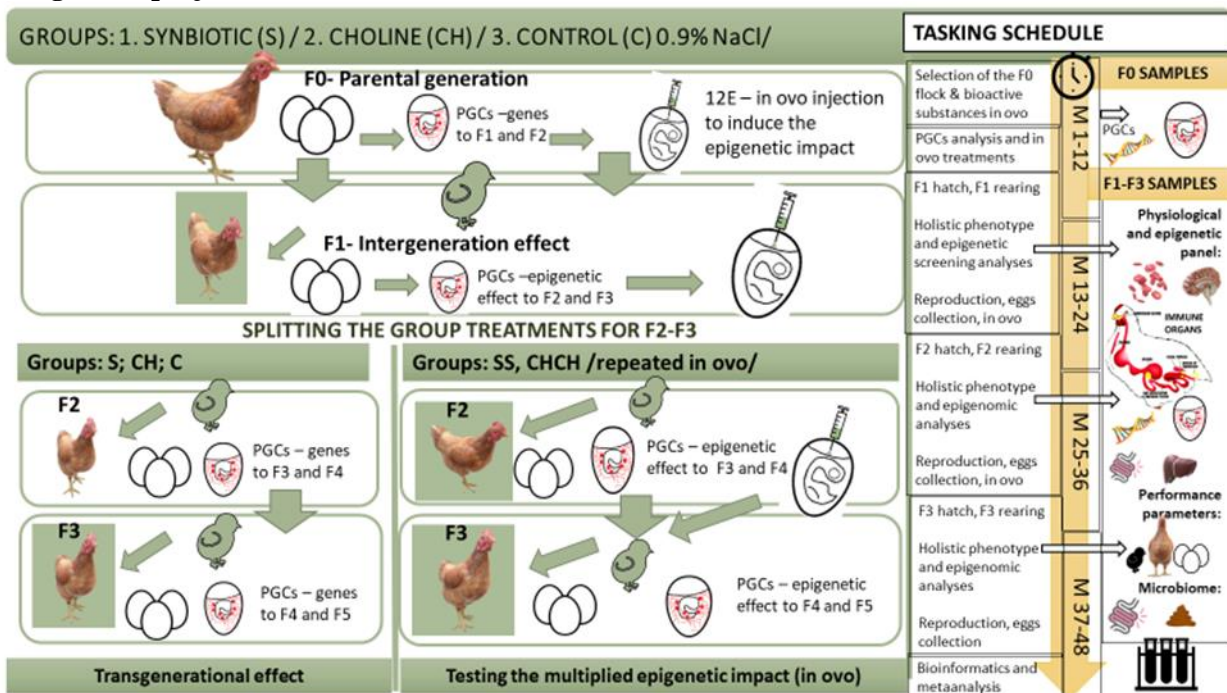 GROUPS: 1. SYNBIOTIC (S) / 2. CHOLINE (CH) / 3. CONTROL (C) 0.9% NaCl/
F0- Parental generation
PGCs –genes
to F1 and F2
12E – in ovo injection
to induce the
epigenetic impact
F1- Intergeneration effect
PGCs –epigenetic
effect to F2 and F3
SPLITTING THE GROUP TREATMENTS FOR F2-F3
Groups: S; CH; C
F2
PGCs – genes
to F3 and F4
F3
PGCs – genes
to F4 and F5
Transgenerational effect
Groups: SS, CHCH /repeated in ovo/
F2
PGCs – epigenetic
effect to F3 and F4
F3
PGCs – epigenetic
effect to F4 and F5
Testing the multiplied epigenetic impact (in ovo)
TASKING SCHEDULE
Selection of the F0
flock & bioactive
substances in ovo
PGCs analysis and in
ovo treatments
F1 hatch, F1 rearing
Holistic phenotype
and epigenetic
screening analyses
Reproduction, eggs
collection, in ovo
F2 hatch, F2 rearing
Holistic phenotype
and epigenomic
analyses
Reproduction, eggs
collection, in ovo
F3 hatch, F3 rearing
Holistic phenotype
and epigenomic
analyses
Reproduction, eggs
collection
Bioinformatics and
metaanalysis
M 1-12
M 13-24
M 25-36
M 37-48
F0 SAMPLES
PGCs
F1-F3 SAMPLES
Physiological
and epigenetic
panel:
IMMUNE
ORGANS
Performance
parameters:
Microbiome: